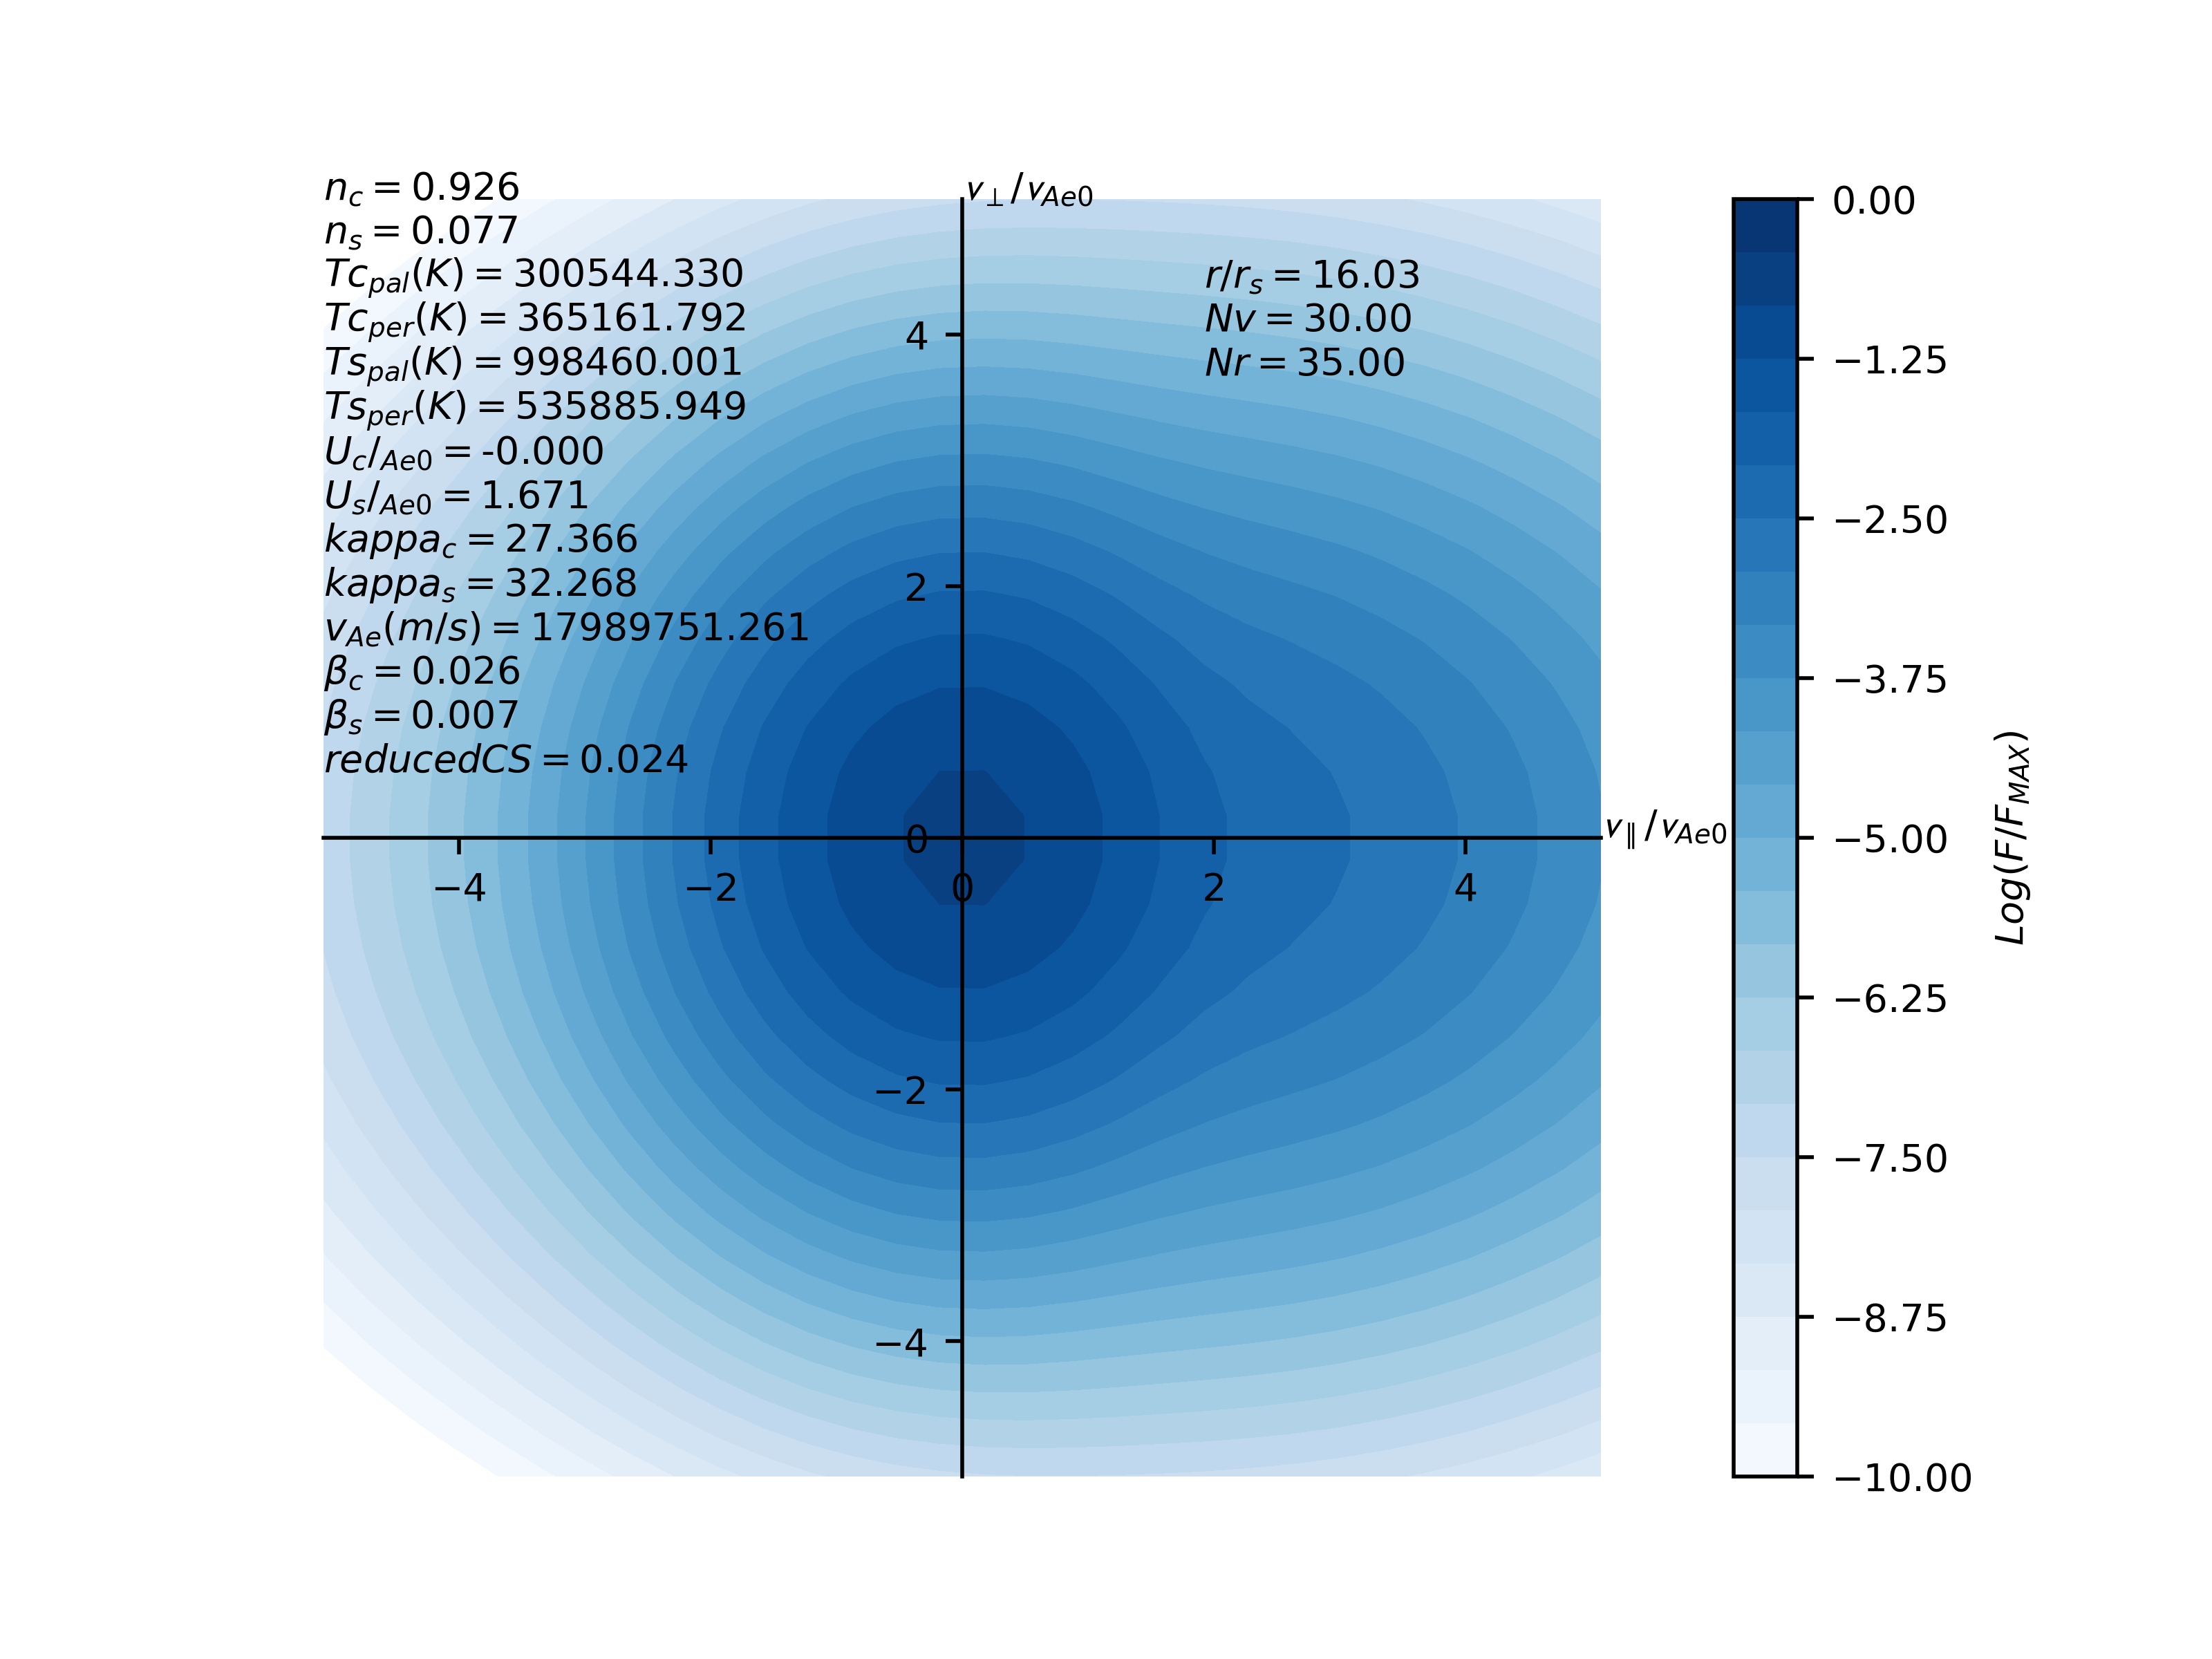 n_c = 0.926
n_s = 0.077
Tc_pal(K) = 300544.330
Tc_per(K) = 365161.792
Ts_pal(K) = 998460.001
Ts_per(K) = 535885.949
U_c/_Ae0 = -0.000
U_s/_Ae0 = 1.671
kappa_c = 27.366
kappa_s = 32.268
v_Ae(m/s) = 17989751.261
β_c = 0.026
β_s = 0.007
reducedCS = 0.024
v_⊥/v_Ae0
r/r_s = 16.03
Nv = 30.00
Nr = 35.00
4
2
0
−2
−4
−4
−2
0
2
4
v_∥/v_Ae0
0.00
−1.25
−2.50
−3.75
−5.00
−6.25
−7.50
−8.75
−10.00
Log(F/F_MAX)